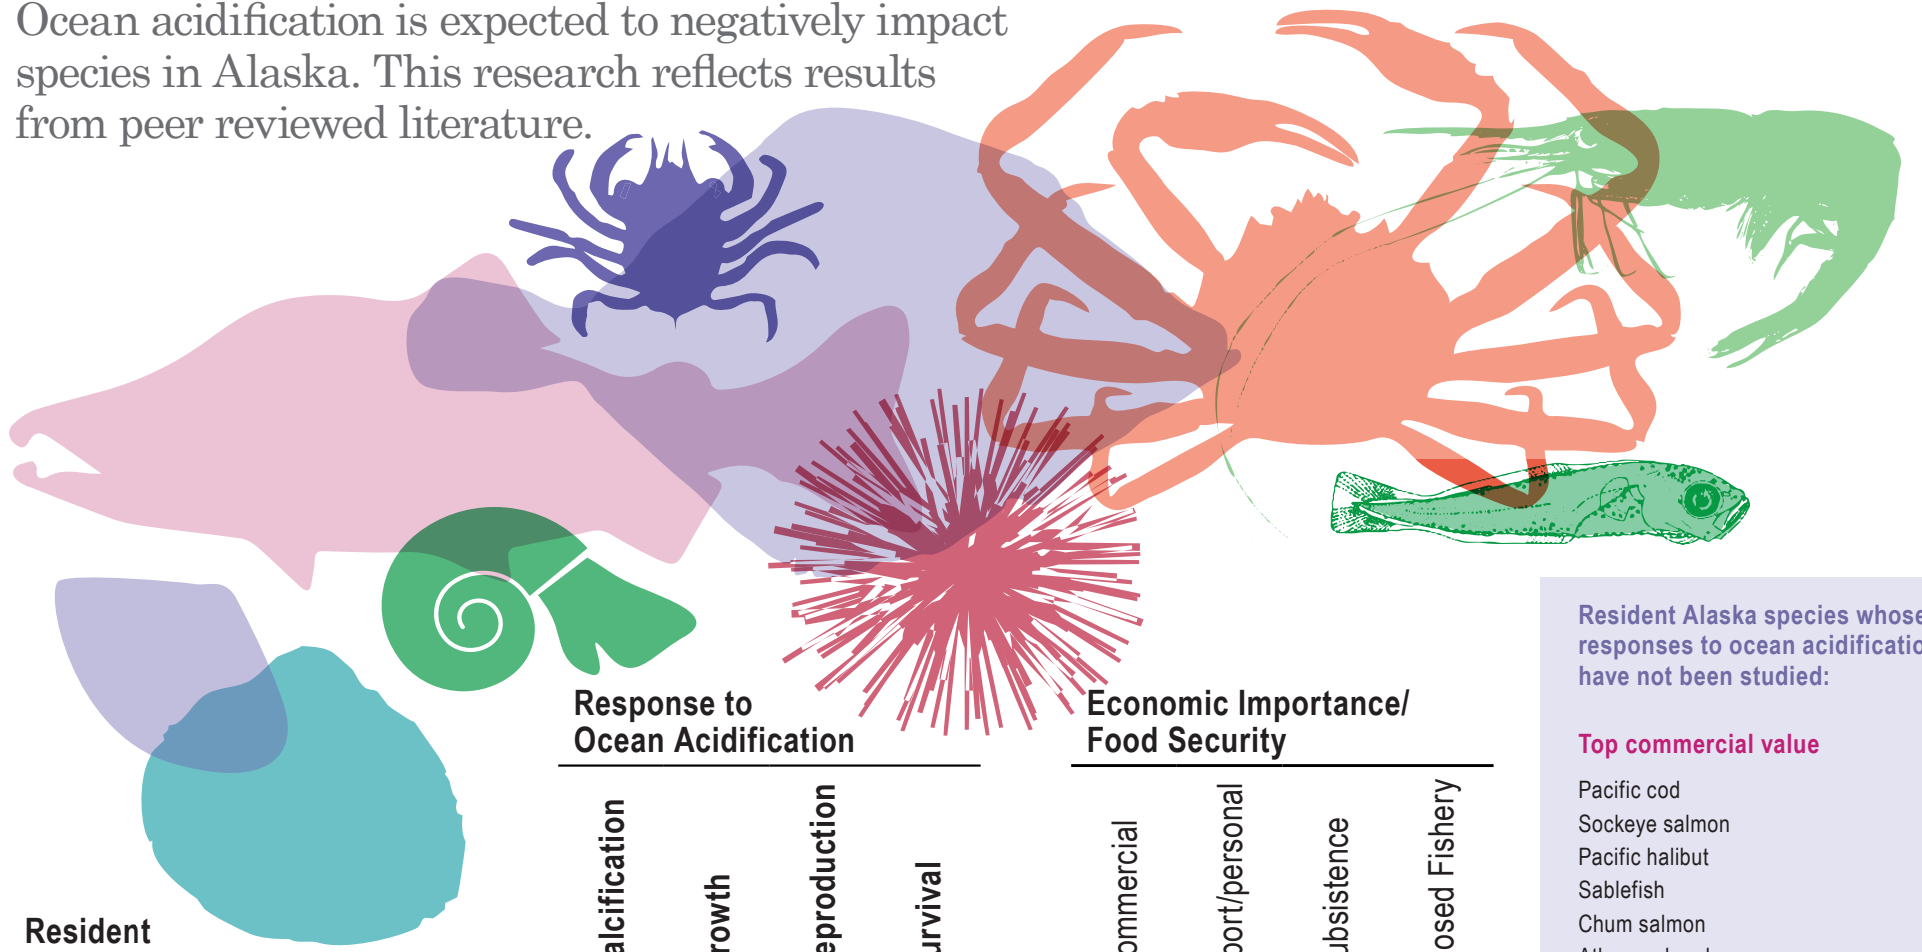 Ocean acidification is expected to negatively impact
species in Alaska. This research reflects results
from peer reviewed literature.
Resident Alaska species whose
responses to ocean acidificatio
have not been studied:
Top commercial value
Pacific cod
Sockeye salmon
Pacific halibut
Sablefish
Chum salmon
Response to
Ocean Acidification
Economic Importance/
Food Security
alcification
rowth
eproduction
urvival
ommercial
port/personal
ubsistence
osed Fishery
Resident